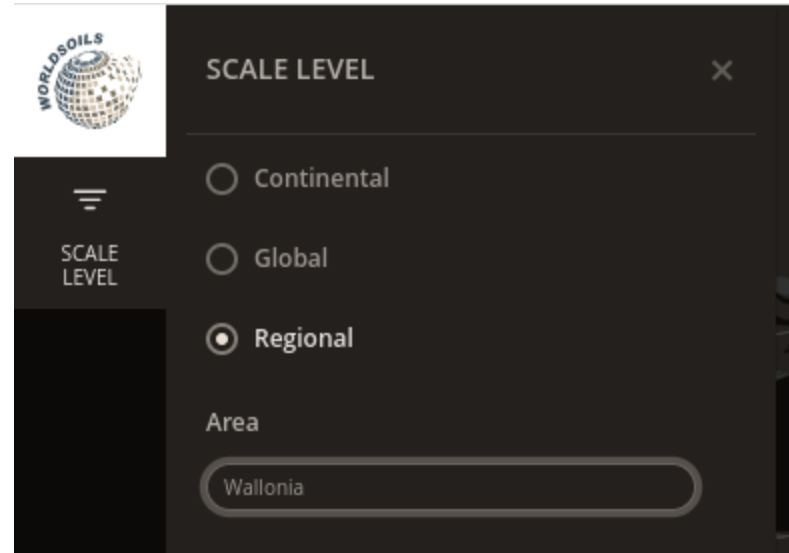 WORLDSOILS
SCALE LEVEL
SCALE
LEVEL
Continental
Global
Regional
Area
Wallonia